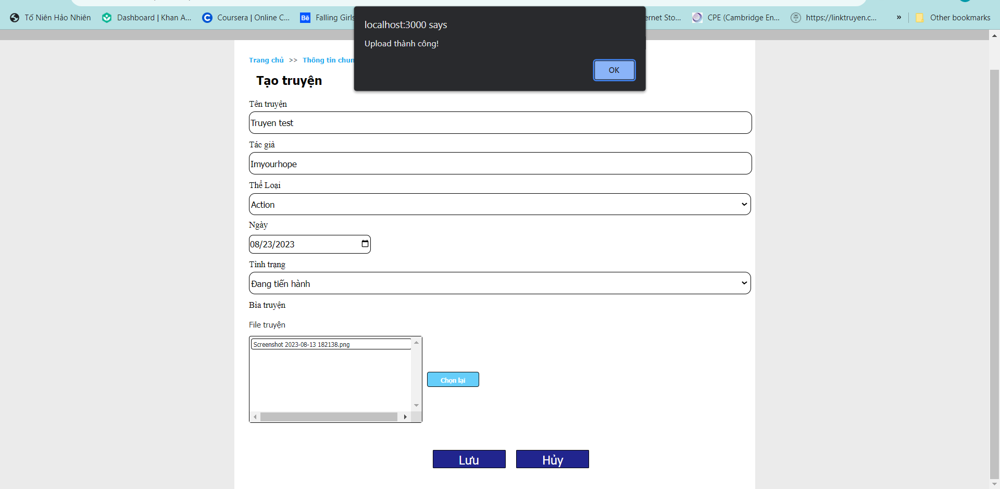 Tố Niên Hảo Nhiên
Dashboard | Khan A...
Coursera | Online C...
Bē
Falling Girls
ernet Sto...
CPE (Cambridge En...
https://linktruyen.c...
»
Other bookmarks
localhost:3000 says
Upload thành công!
OK
Trang chủ >> Thông tin chun
Tạo truyện
Tên truyện
Truyen test
Tác giả
Imyourhope
Thể Loại
Action
Ngày
08/23/2023
Tình trạng
Đang tiến hành
Bìa truyện
File truyện
Screenshot 2023-08-13 182138.png
Chọn lại
Lưu
Hủy